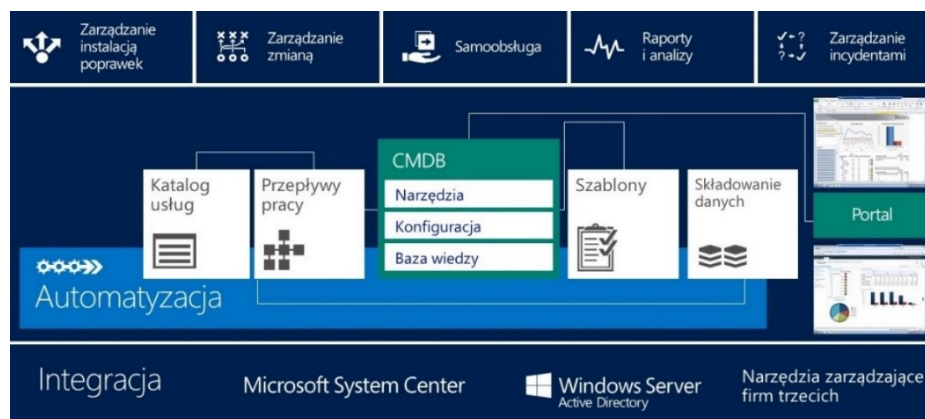 Zarządzanie
instalacją
poprawek
Zarządzanie
zmianą
Samoobsługa
Raporty
i analizy
Zarządzanie
incydentami
Katalog
usług
Przepływy
pracy
CMDB
Narzędzia
Konfiguracja
Baza wiedzy
Szablony
Składowanie
danych
Portal
Automatyzacja
Integracja
Microsoft System Center
Windows Server
Active Directory
Narzędzia zarządzające
firm trzecich